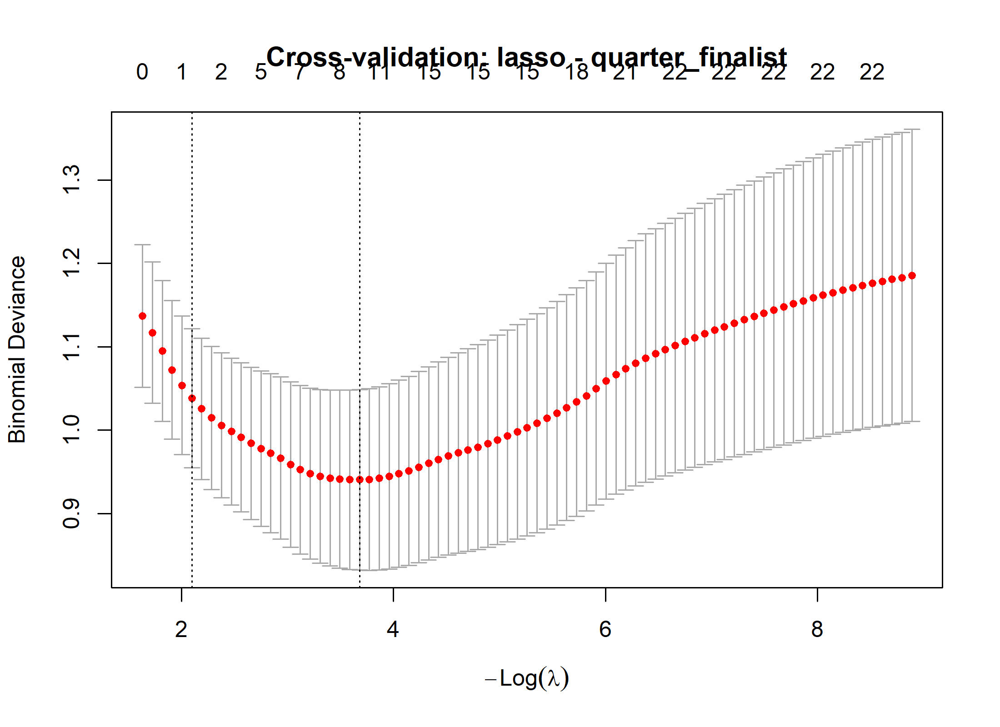 Cross-validation: lasso - quarter_finalist
0 1 2 5 7 8 11 15 15 15 18 21 22 22 22 22 22
Binomial Deviance
1.3
1.2
1.1
1.0
0.9
2 4 6 8
−Log(λ)